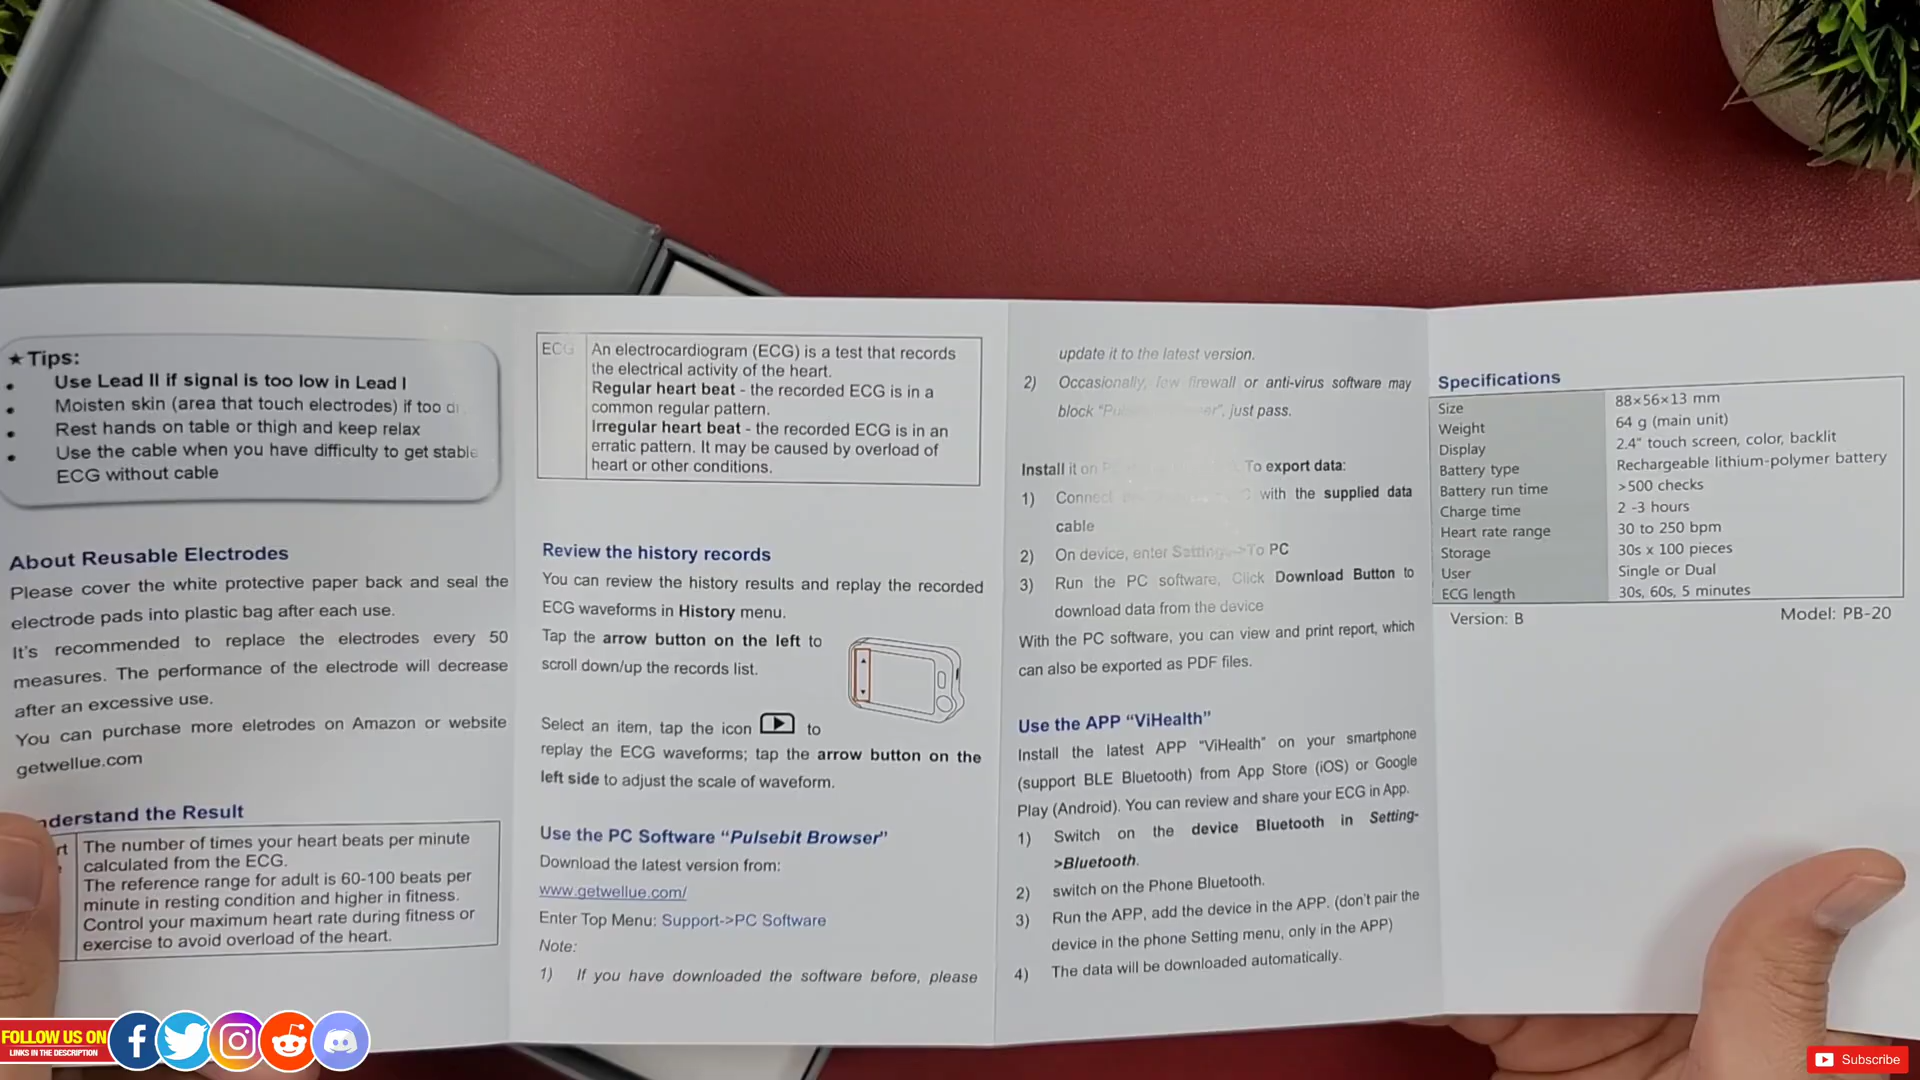 ★Tips:
• Use Lead II if signal is too low in Lead I
• Moisten skin (area that touch electrodes) if too
• Rest hands on table or thigh and keep relax
• Use the cable when you have difficulty to get stable
ECG without cable
About Reusable Electrodes
Please cover the white protective paper back and seal the
electrode pads into plastic bag after each use.
It's recommended to replace the electrodes every 50
measures. The performance of the electrode will decrease
after an excessive use.
You can purchase more eletrodes on Amazon or website
getwellue.com
the Result
The number of times your heart beats per minute
calculated from the ECG.
The reference range for adult is 60-100 beats per
minute in resting condition and higher in fitness.
Control your maximum heart rate during fitness or
exercise to avoid overload of the heart.
ECG An electrocardiogram (ECG) is a test that records
the electrical activity of the heart.
Regular heart beat - the recorded ECG is in a
common regular pattern.
Irregular heart beat - the recorded ECG is in an
erratic pattern. It may be caused by overload of
heart or other conditions.
Review the history records
You can review the history results and replay the recorded
ECG waveforms in History menu.
Tap the arrow button on the left to
scroll down/up the records list.
Select an item, tap the icon to
replay the ECG waveforms; tap the arrow button on the
left side to adjust the scale of waveform.
Use the PC Software “Pulsebit Browser”
Download the latest version from:
www.getwellue.com/
Enter Top Menu: Support->PC Software
Note:
1) If you have downloaded the software before, please
update it to the latest version.
2) Occasionally, few firewall or anti-virus software may
block just pass.
Install it on To export data:
1) Connect with the supplied data
cable
2) On device, enter Settings->To PC
3) Run the PC software, Click Download Button to
download data from the device
With the PC software, you can view and print report, which
can also be exported as PDF files.
Use the APP “ViHealth”
Install the latest APP “ViHealth” on your smartphone
(support BLE Bluetooth) from App Store (iOS) or Google
Play (Android). You can review and share your ECG in App.
1) Switch on the device Bluetooth in Setting-
>Bluetooth.
2) switch on the Phone Bluetooth.
3) Run the APP, add the device in the APP. (don't pair the
device in the phone Setting menu, only in the APP)
4) The data will be downloaded automatically.
Specifications
Size 88×56×13 mm
Weight 64 g (main unit)
Display 2.4" touch screen, color, backlit
Battery type Rechargeable lithium-polymer battery
Battery run time >500 checks
Charge time 2 -3 hours
Heart rate range 30 to 250 bpm
Storage 30s x 100 pieces
User Single or Dual
ECG length 30s, 60s, 5 minutes
Version: B Model: PB-20
FOLLOW US ON
LINKS IN THE DESCRIPTION
Subscribe